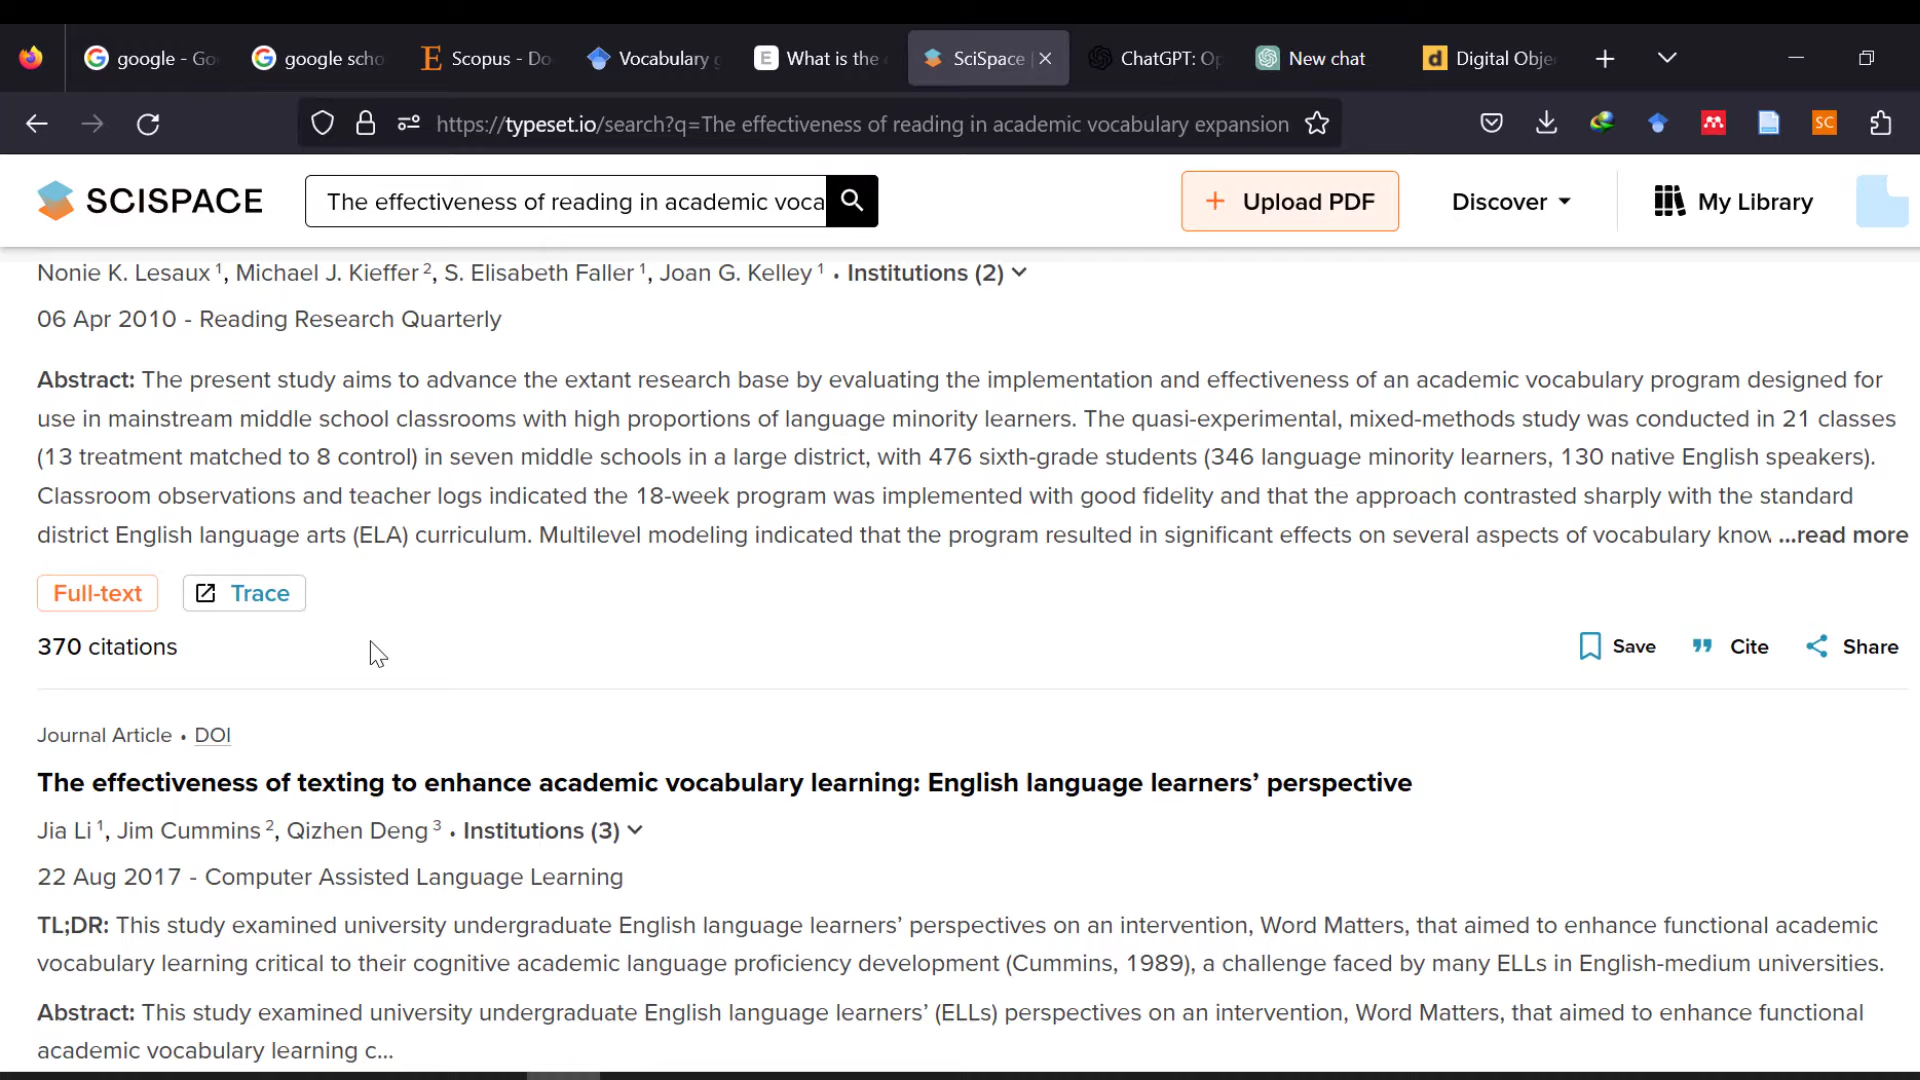 google - Go
google scho
Scopus - Do
Vocabulary g
What is the
SciSpace
ChatGPT: Op
New chat
Digital Obje
https://typeset.io/search?q=The effectiveness of reading in academic vocabulary expansion
SC
SCISPACE
The effectiveness of reading in academic voca
+ Upload PDF
Discover
My Library
Nonie K. Lesaux 1, Michael J. Kieffer 2, S. Elisabeth Faller 1, Joan G. Kelley 1 • Institutions (2)
06 Apr 2010 - Reading Research Quarterly
Abstract: The present study aims to advance the extant research base by evaluating the implementation and effectiveness of an academic vocabulary program designed for
use in mainstream middle school classrooms with high proportions of language minority learners. The quasi-experimental, mixed-methods study was conducted in 21 classes
(13 treatment matched to 8 control) in seven middle schools in a large district, with 476 sixth-grade students (346 language minority learners, 130 native English speakers).
Classroom observations and teacher logs indicated the 18-week program was implemented with good fidelity and that the approach contrasted sharply with the standard
district English language arts (ELA) curriculum. Multilevel modeling indicated that the program resulted in significant effects on several aspects of vocabulary know ...read more
Full-text
Trace
370 citations
Save
Cite
Share
Journal Article • DOI
The effectiveness of texting to enhance academic vocabulary learning: English language learners’ perspective
Jia Li 1, Jim Cummins 2, Qizhen Deng 3 • Institutions (3)
22 Aug 2017 - Computer Assisted Language Learning
TL;DR: This study examined university undergraduate English language learners’ perspectives on an intervention, Word Matters, that aimed to enhance functional academic
vocabulary learning critical to their cognitive academic language proficiency development (Cummins, 1989), a challenge faced by many ELLs in English-medium universities.
Abstract: This study examined university undergraduate English language learners’ (ELLs) perspectives on an intervention, Word Matters, that aimed to enhance functional
academic vocabulary learning c...